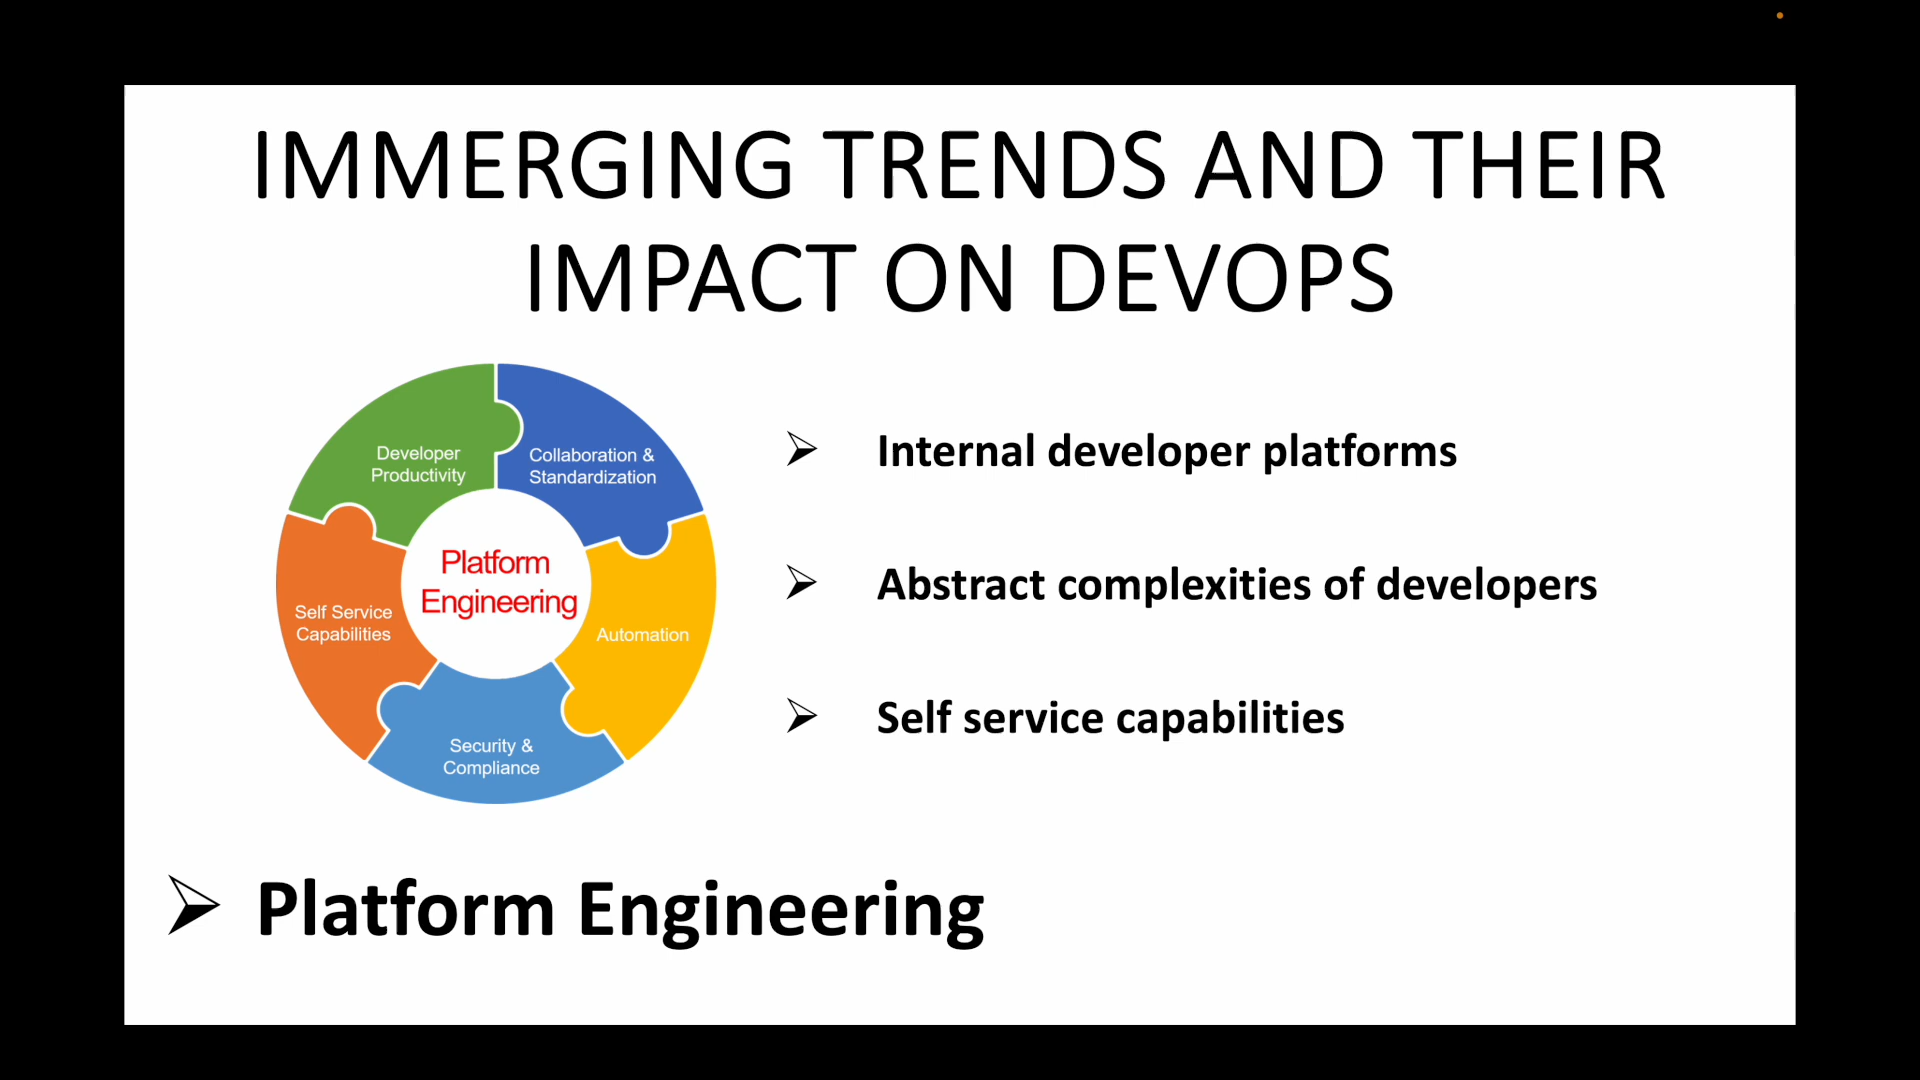 IMMERGING TRENDS AND THEIR
IMPACT ON DEVOPS
Developer
Productivity
Collaboration &
Standardization
Platform
Engineering
Self Service
Capabilities
Automation
Security &
Compliance
➢ Internal developer platforms
➢ Abstract complexities of developers
➢ Self service capabilities
➢ Platform Engineering